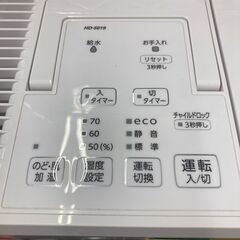 HD-5018
給水
お手入れ
リセット
3秒押し
入
タイマー
切
タイマー
チャイルドロック
3秒押し
70
60
50(%)
eco
静音
標準
のど・肌
加湿
湿度
設定
運転
切換
運転
入/切